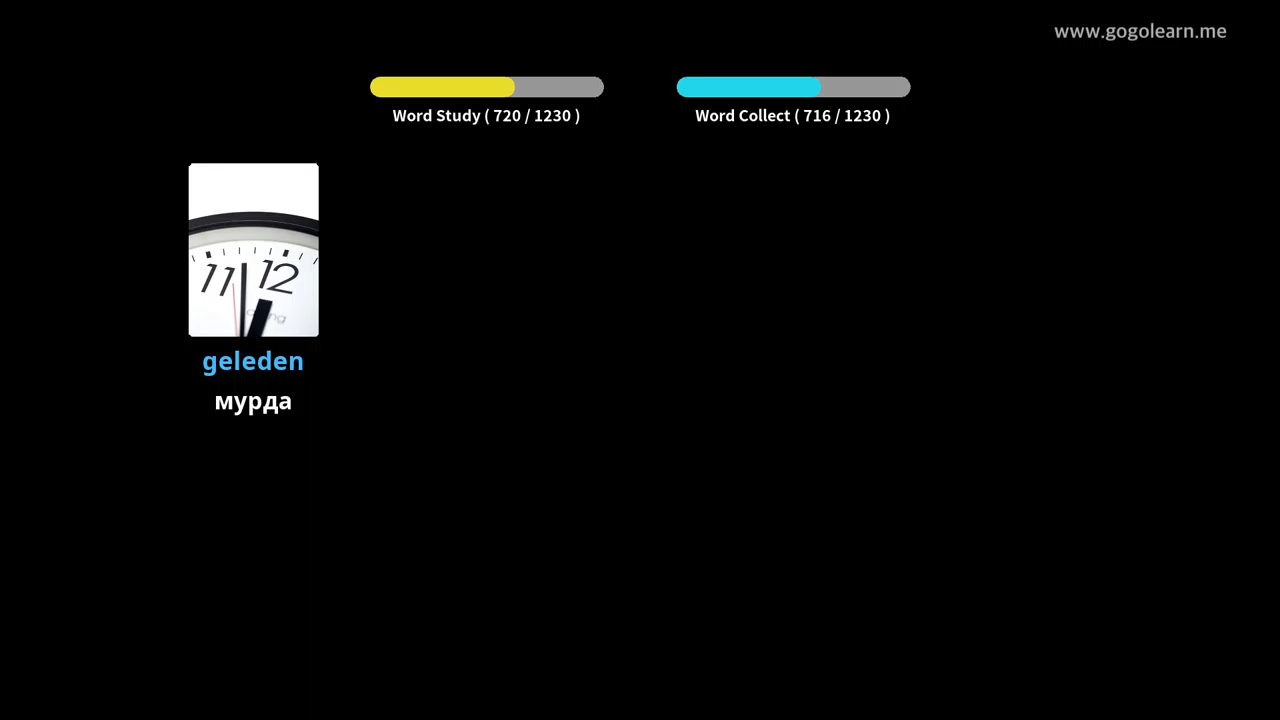 www.gogolearn.me
Word Study ( 720 / 1230 )
Word Collect ( 716 / 1230 )
11 12
geleden
мурда